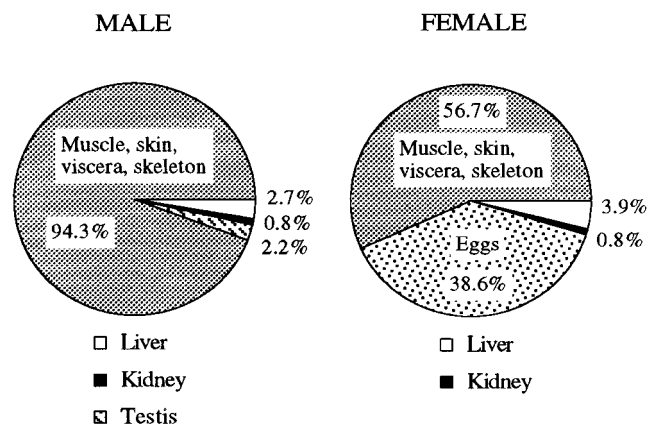 MALE
Muscle, skin,
viscera, skeleton
94.3%
2.7%
0.8%
2.2%
Liver
Kidney
Testis
FEMALE
56.7%
Muscle, skin,
viscera, skeleton
3.9%
0.8%
Eggs
38.6%
Liver
Kidney